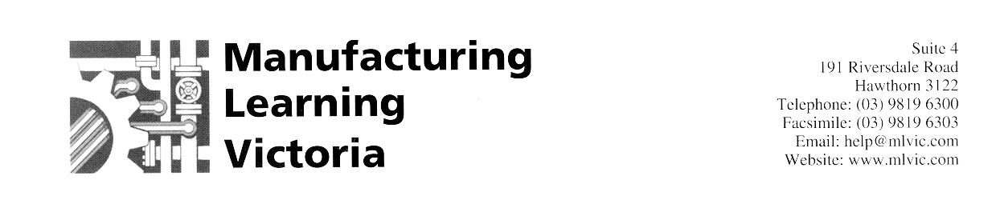 Manufacturing
Learning
Victoria
Suite 4
191 Riversdale Road
Hawthorn 3122
Telephone: (03) 9819 6300
Facsimile: (03) 9819 6303
Email: help@mlvic.com
Website: www.mlvic.com